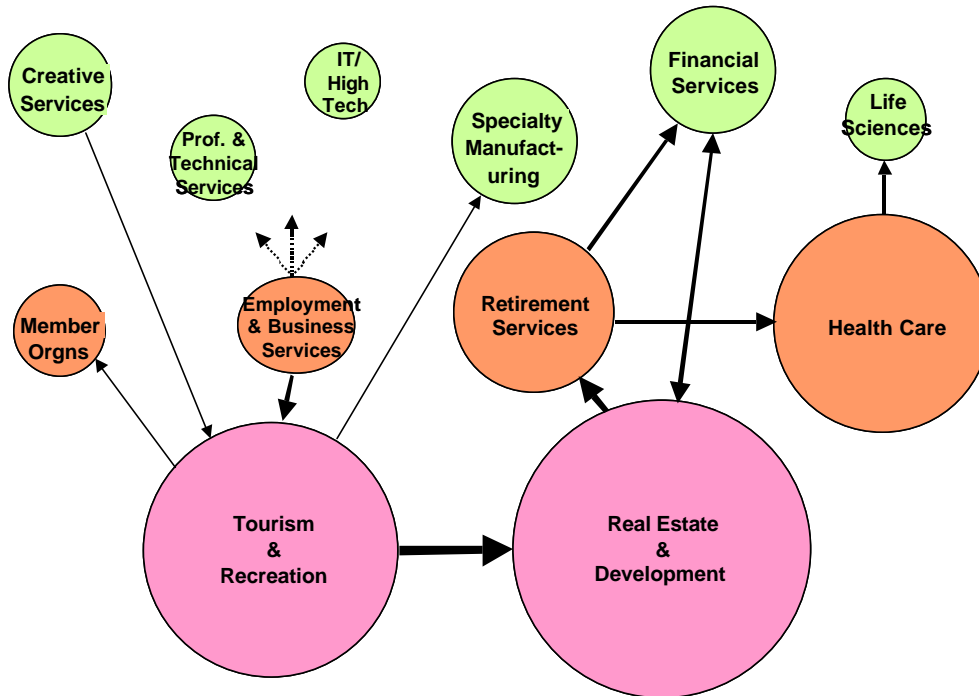 Creative
Services
IT/
High
Tech
Prof. &
Technical
Services
Specialty
Manufact-
uring
Financial
Services
Life
Sciences
Member
Orgns
Employment
& Business
Services
Retirement
Services
Health Care
Tourism
&
Recreation
Real Estate
&
Development